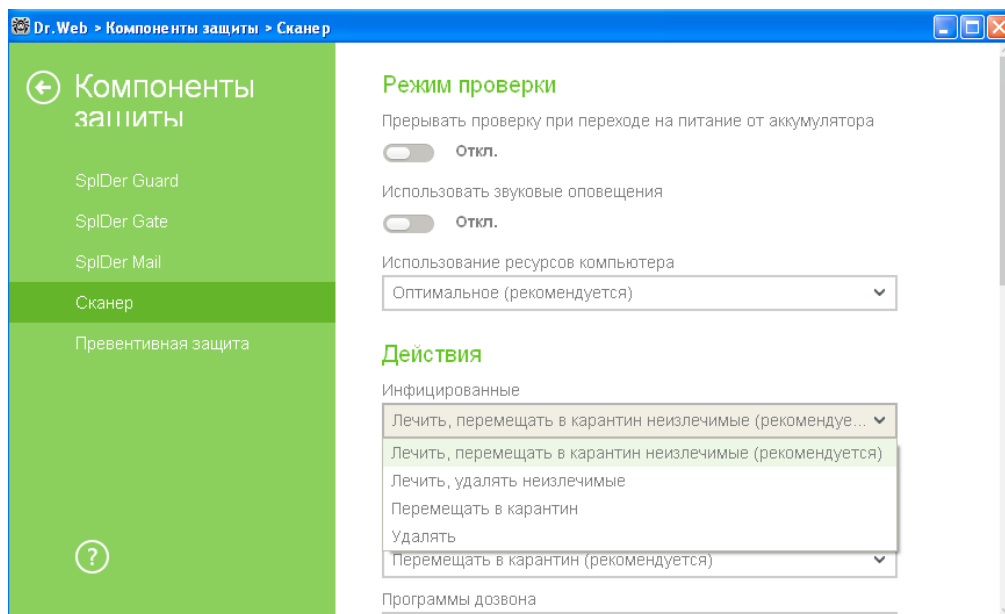 Dr.Web > Компоненты защиты > Сканер
Компоненты
защиты
SpIDer Guard
SpIDer Gate
SpIDer Mail
Сканер
Превентивная защита
?
Режим проверки
Прерывать проверку при переходе на питание от аккумулятора
Откл.
Использовать звуковые оповещения
Откл.
Использование ресурсов компьютера
Оптимальное (рекомендуется)
Действия
Инфицированные
Лечить, перемещать в карантин неизлечимые (рекомендуе...
Лечить, перемещать в карантин неизлечимые (рекомендуется)
Лечить, удалять неизлечимые
Перемещать в карантин
Удалять
Перемещать в карантин (рекомендуется)
Программы дозвона